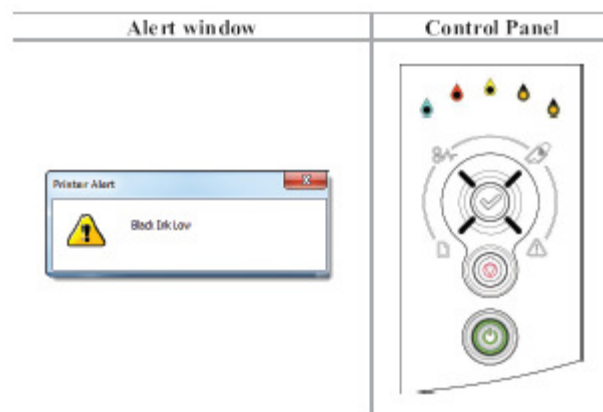 Alert window
Control Panel
Printer Alert
Black Ink Low